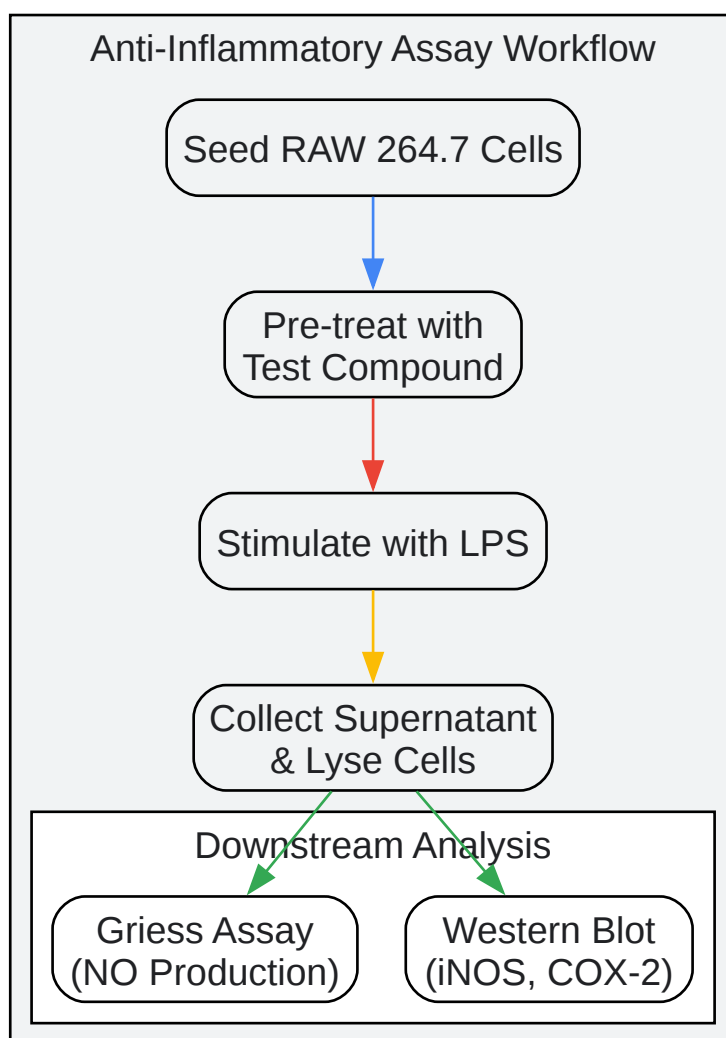 Anti-Inflammatory Assay Workflow
Seed RAW 264.7 Cells
Pre-treat with
Test Compound
Stimulate with LPS
Collect Supernatant
& Lyse Cells
Downstream Analysis
Griess Assay
(NO Production)
Western Blot
(iNOS, COX-2)